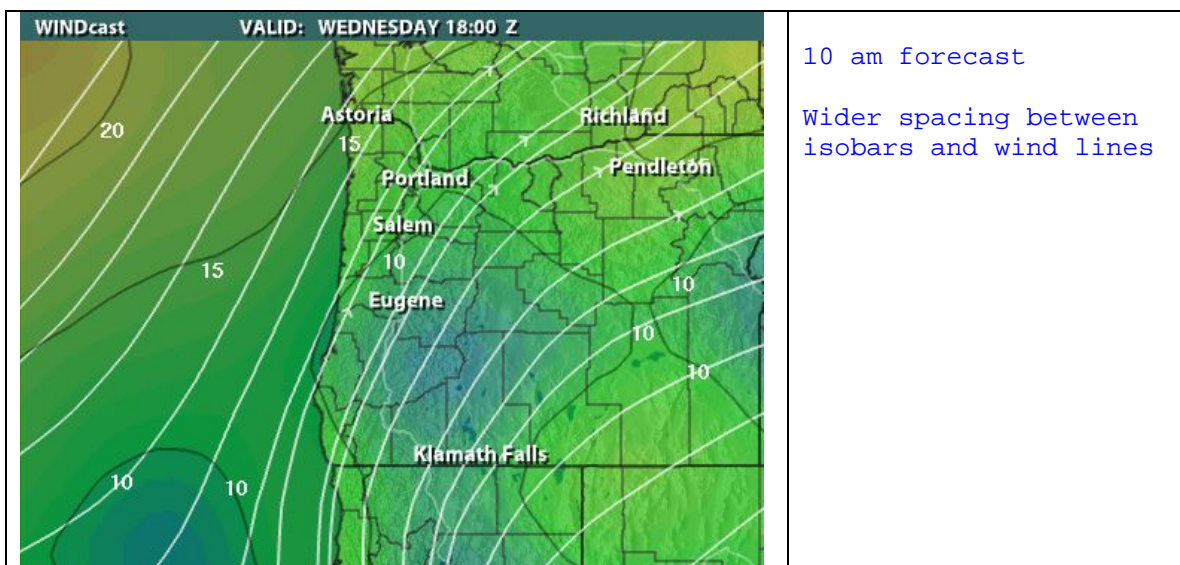 WINDcast VALID: WEDNESDAY 18:00 Z
10 am forecast
Wider spacing between
isobars and wind lines
20
Astoria
Richland
15
Portland
Pendleton
Salem
15
10
10
Eugene
10
10
Klamath Falls
10
10